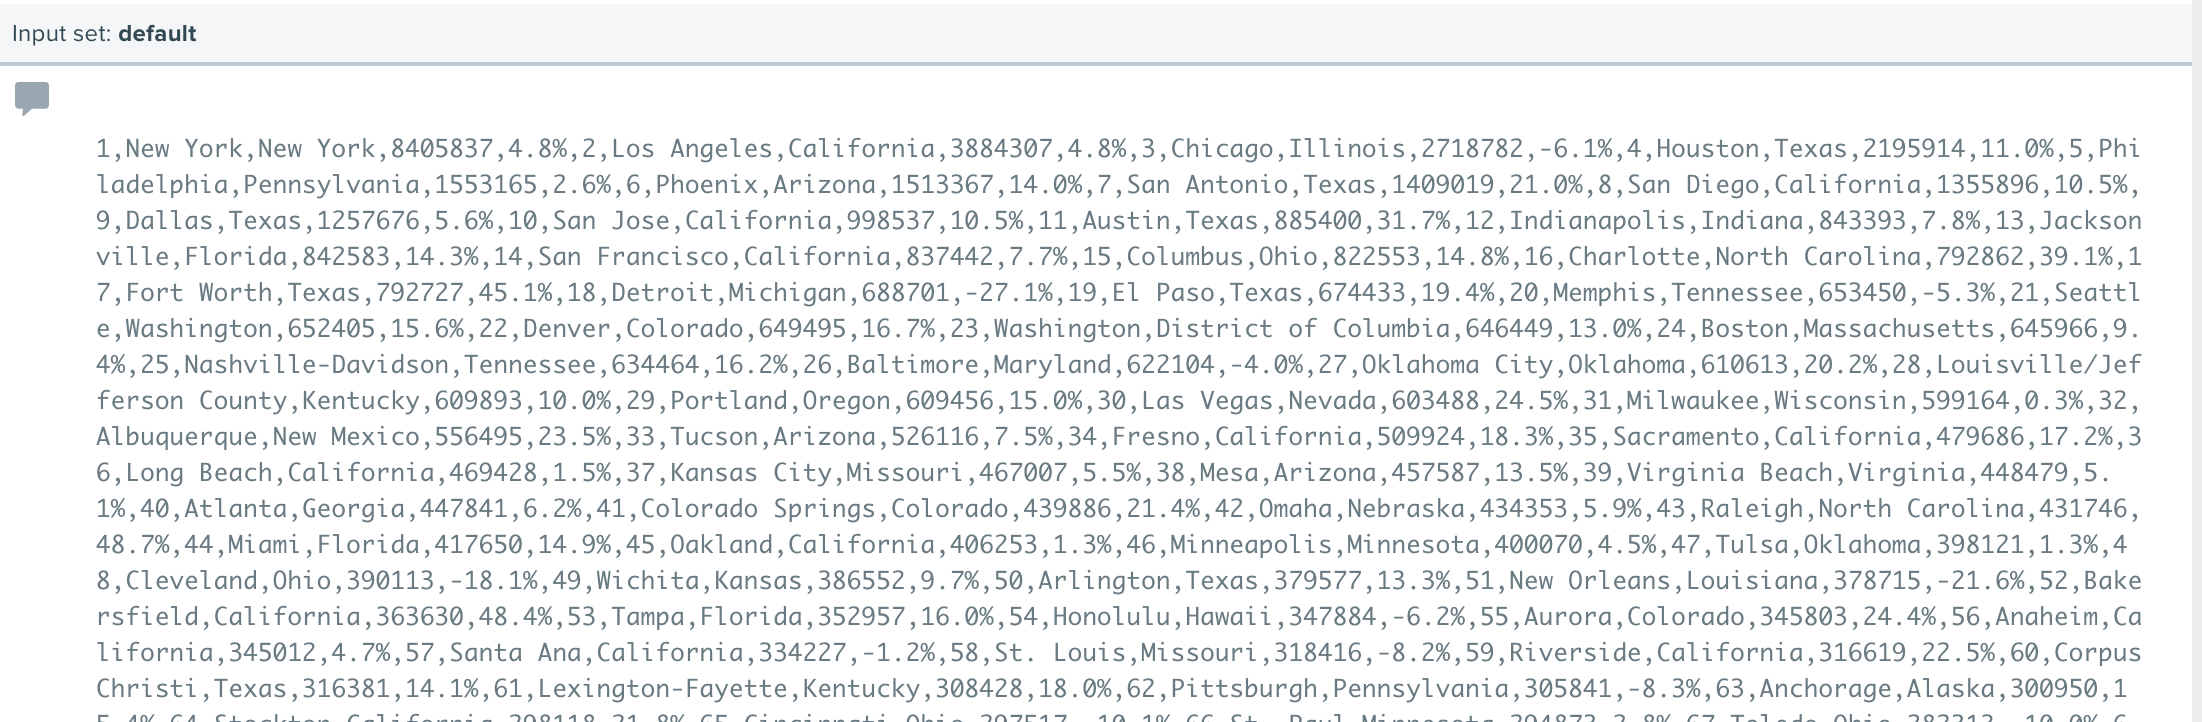 Input set: default
1,New York,New York,8405837,4.8%,2,Los Angeles,California,3884307,4.8%,3,Chicago,Illinois,2718782,-6.1%,4,Houston,Texas,2195914,11.0%,5,Phi
ladelphia,Pennsylvania,1553165,2.6%,6,Phoenix,Arizona,1513367,14.0%,7,San Antonio,Texas,1409019,21.0%,8,San Diego,California,1355896,10.5%,
9,Dallas,Texas,1257676,5.6%,10,San Jose,California,998537,10.5%,11,Austin,Texas,885400,31.7%,12,Indianapolis,Indiana,843393,7.8%,13,Jackson
ville,Florida,842583,14.3%,14,San Francisco,California,837442,7.7%,15,Columbus,Ohio,822553,14.8%,16,Charlotte,North Carolina,792862,39.1%,1
7,Fort Worth,Texas,792727,45.1%,18,Detroit,Michigan,688701,-27.1%,19,El Paso,Texas,674433,19.4%,20,Memphis,Tennessee,653450,-5.3%,21,Seattl
e,Washington,652405,15.6%,22,Denver,Colorado,649495,16.7%,23,Washington,District of Columbia,646449,13.0%,24,Boston,Massachusetts,645966,9.
4%,25,Nashville-Davidson,Tennessee,634464,16.2%,26,Baltimore,Maryland,622104,-4.0%,27,Oklahoma City,Oklahoma,610613,20.2%,28,Louisville/Jef
ferson County,Kentucky,609893,10.0%,29,Portland,Oregon,609456,15.0%,30,Las Vegas,Nevada,603488,24.5%,31,Milwaukee,Wisconsin,599164,0.3%,32,
Albuquerque,New Mexico,556495,23.5%,33,Tucson,Arizona,526116,7.5%,34,Fresno,California,509924,18.3%,35,Sacramento,California,479686,17.2%,3
6,Long Beach,California,469428,1.5%,37,Kansas City,Missouri,467007,5.5%,38,Mesa,Arizona,457587,13.5%,39,Virginia Beach,Virginia,448479,5.
1%,40,Atlanta,Georgia,447841,6.2%,41,Colorado Springs,Colorado,439886,21.4%,42,Omaha,Nebraska,434353,5.9%,43,Raleigh,North Carolina,431746,
48.7%,44,Miami,Florida,417650,14.9%,45,Oakland,California,406253,1.3%,46,Minneapolis,Minnesota,400070,4.5%,47,Tulsa,Oklahoma,398121,1.3%,4
8,Cleveland,Ohio,390113,-18.1%,49,Wichita,Kansas,386552,9.7%,50,Arlington,Texas,379577,13.3%,51,New Orleans,Louisiana,378715,-21.6%,52,Bake
rsfield,California,363630,48.4%,53,Tampa,Florida,352957,16.0%,54,Honolulu,Hawaii,347884,-6.2%,55,Aurora,Colorado,345803,24.4%,56,Anaheim,Ca
lifornia,345012,4.7%,57,Santa Ana,California,334227,-1.2%,58,St. Louis,Missouri,318416,-8.2%,59,Riverside,California,316619,22.5%,60,Corpus
Christi,Texas,316381,14.1%,61,Lexington-Fayette,Kentucky,308428,18.0%,62,Pittsburgh,Pennsylvania,305841,-8.3%,63,Anchorage,Alaska,300950,1